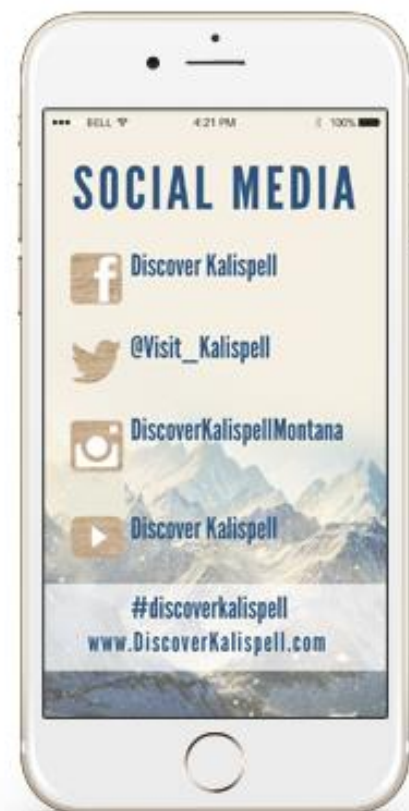 BELL 4:21 PM 100%
SOCIAL MEDIA
Discover Kalispell
@Visit_Kalispell
DiscoverKalispellMontana
Discover Kalispell
#discoverkalispell
www.DiscoverKalispell.com